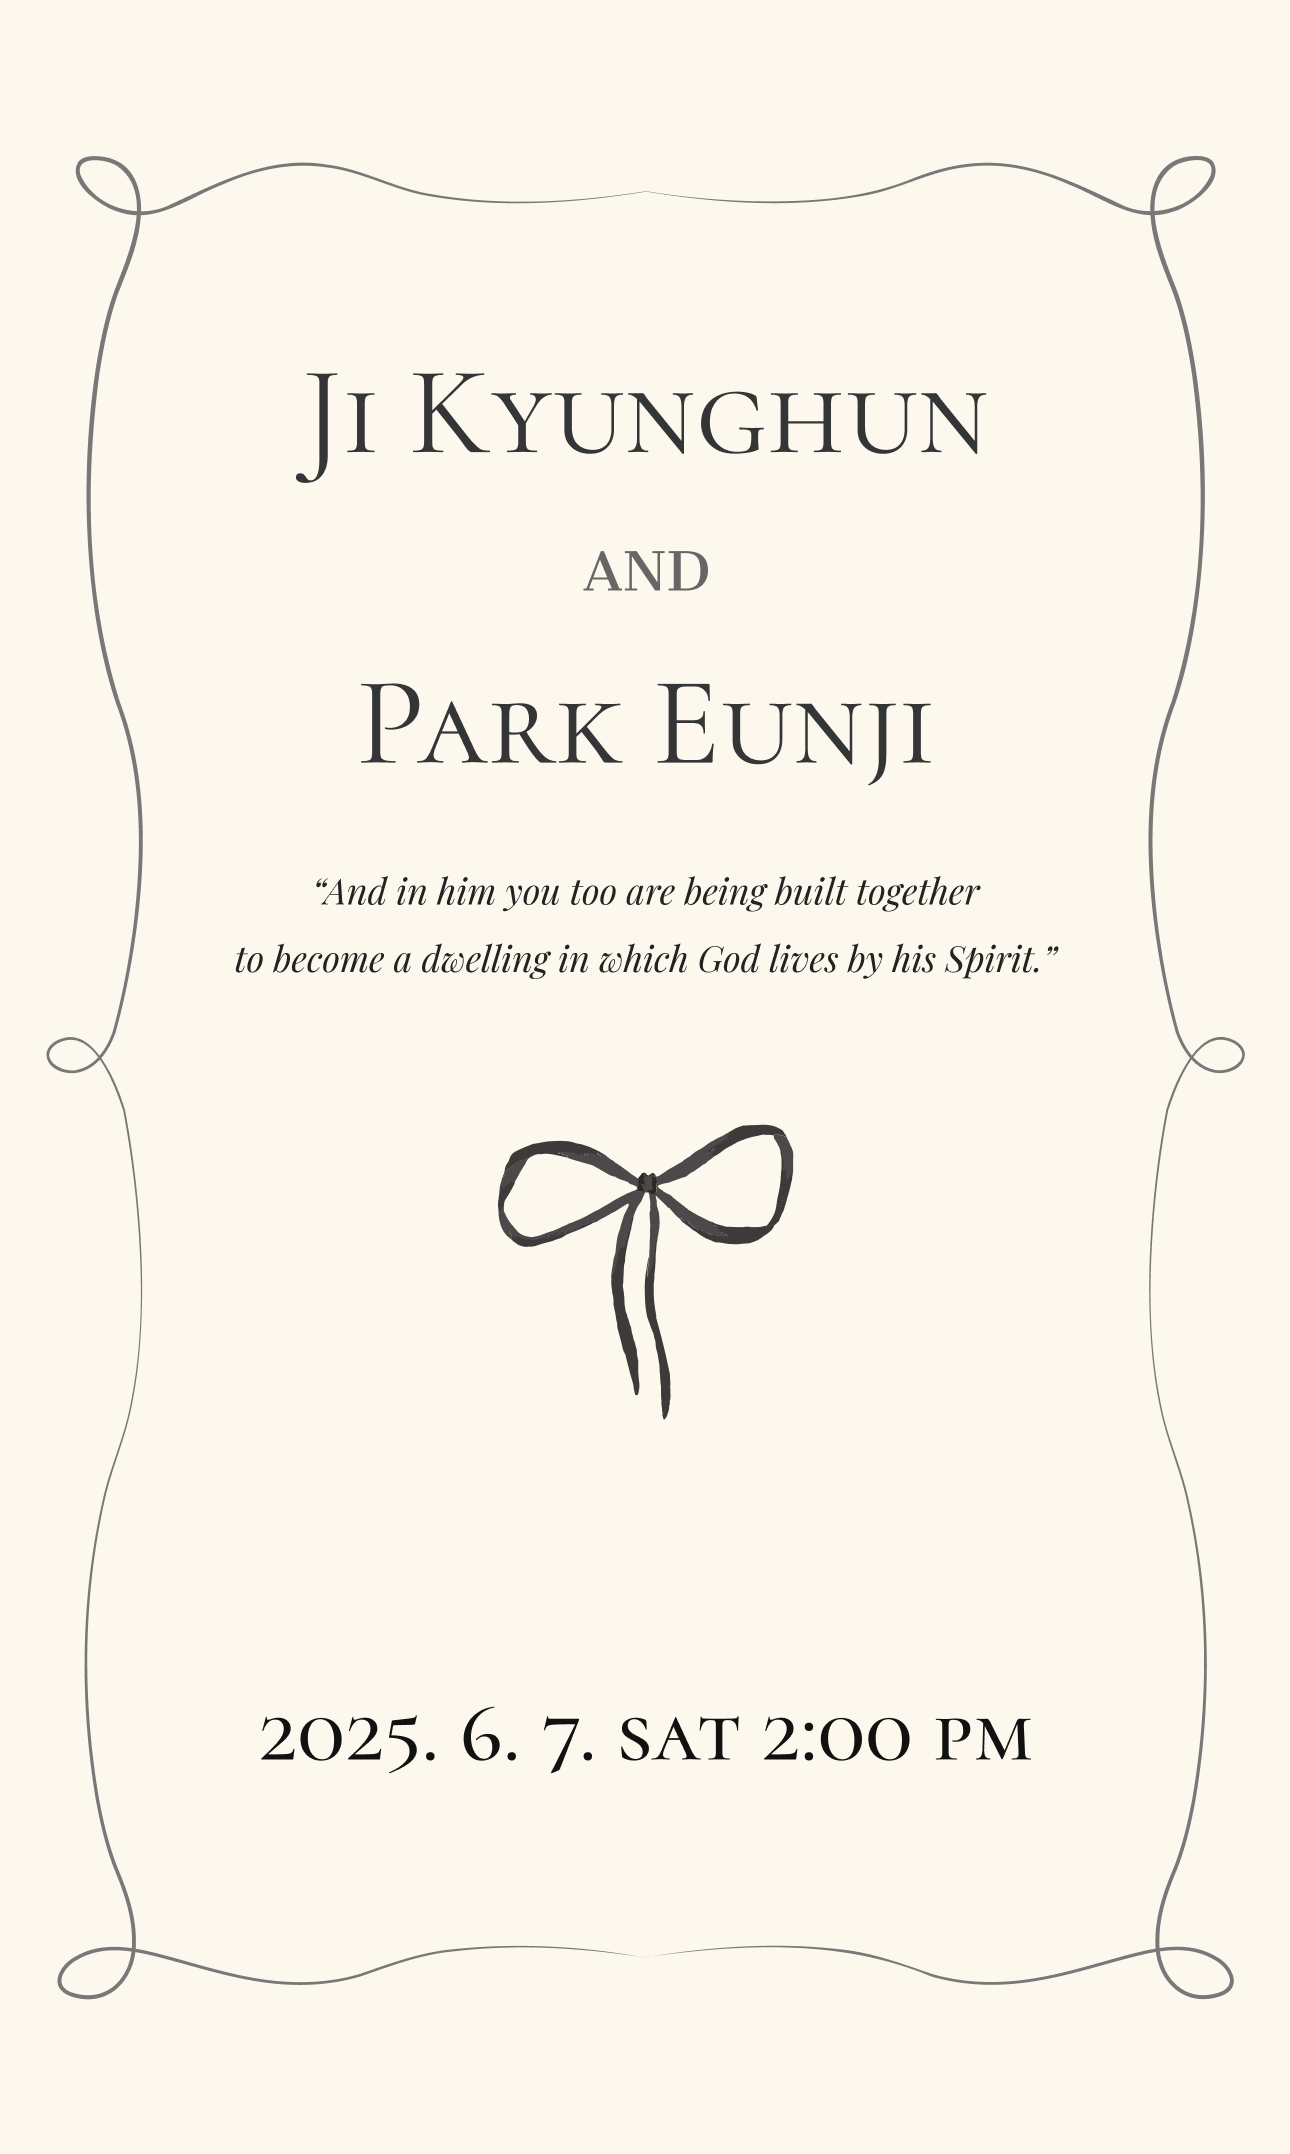 Ji Kyunghun
AND
Park Eunji
“And in him you too are being built together
to become a dwelling in which God lives by his Spirit.”
2025. 6. 7. SAT 2:00 PM